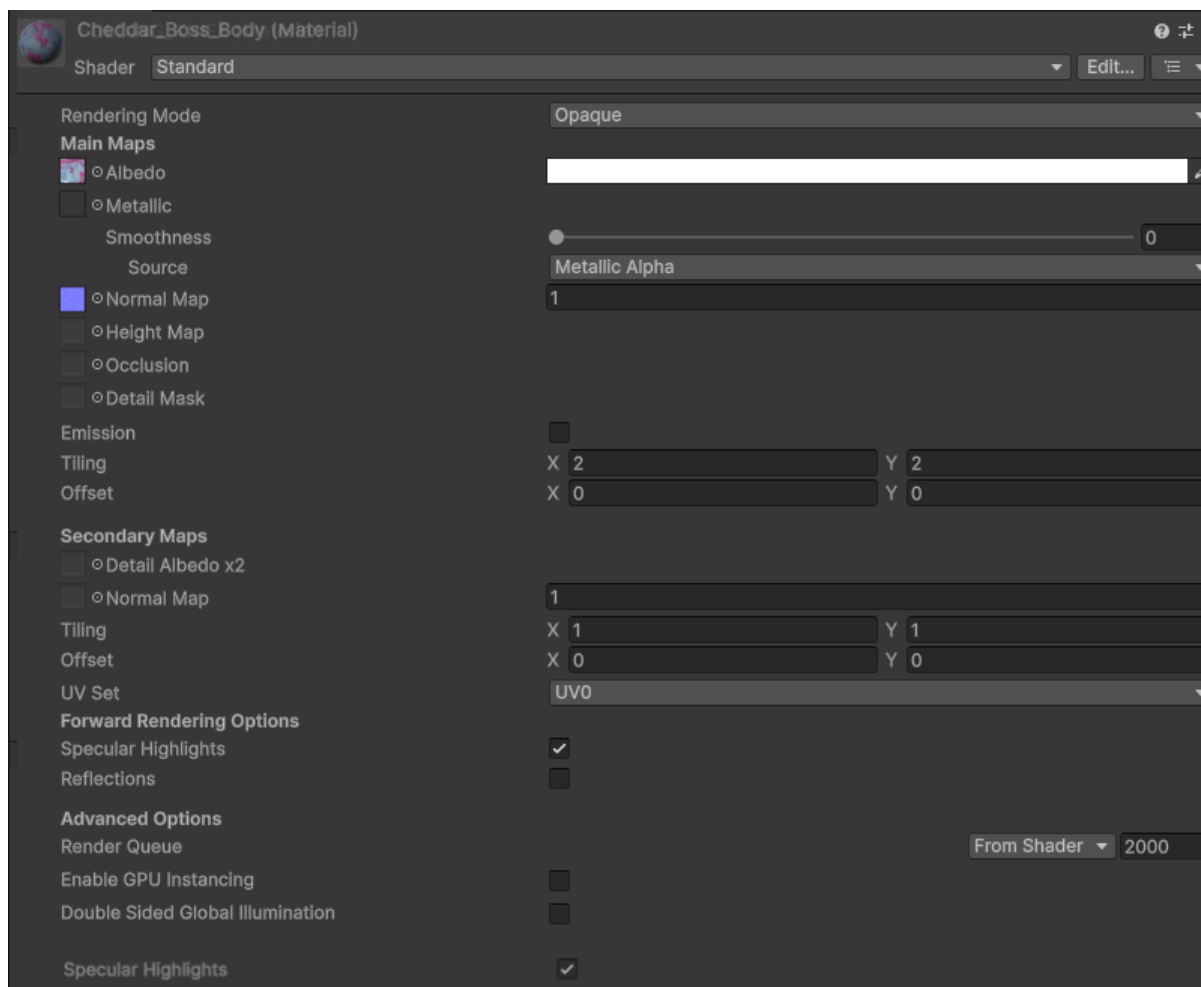 Cheddar_Boss_Body (Material)
Shader Standard Edit...
Rendering Mode Opaque
Main Maps
Albedo
Metallic
Smoothness 0
Source Metallic Alpha
Normal Map 1
Height Map
Occlusion
Detail Mask
Emission
Tiling X 2 Y 2
Offset X 0 Y 0
Secondary Maps
Detail Albedo x2
Normal Map 1
Tiling X 1 Y 1
Offset X 0 Y 0
UV Set UV0
Forward Rendering Options
Specular Highlights
Reflections
Advanced Options
Render Queue From Shader 2000
Enable GPU Instancing
Double Sided Global Illumination
Specular Highlights